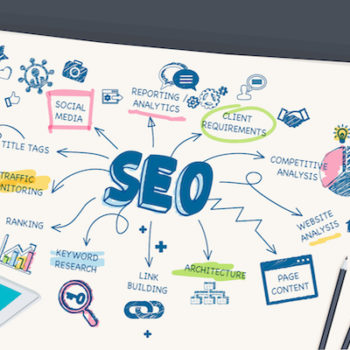 REPORTING /
ANALYTICS
SOCIAL
MEDIA
CLIENT
REQUIREMENTS
TITLE TAGS
COMPETITIVE
ANALYSIS
TRAFFIC
ONITORING
SEO
RANKING
WEBSITE
ANALYSIS
KEYWORD
RESEARCH
LINK
BUILDING
ARCHITECTURE
PAGE
CONTENT